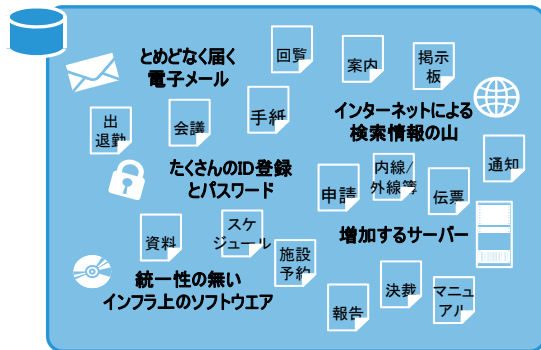 とめどなく届く
電子メール
回覧
案内
掲示
板
出
退勤
会議
手紙
インターネットによる
検索情報の山
たくさんのID登録
とパスワード
申請
内線/
外線簿
伝票
通知
資料
スケ
ジュール
施設
予約
増加するサーバー
統一性の無い
インフラ上のソフトウエア
報告
決裁
マニュ
アル